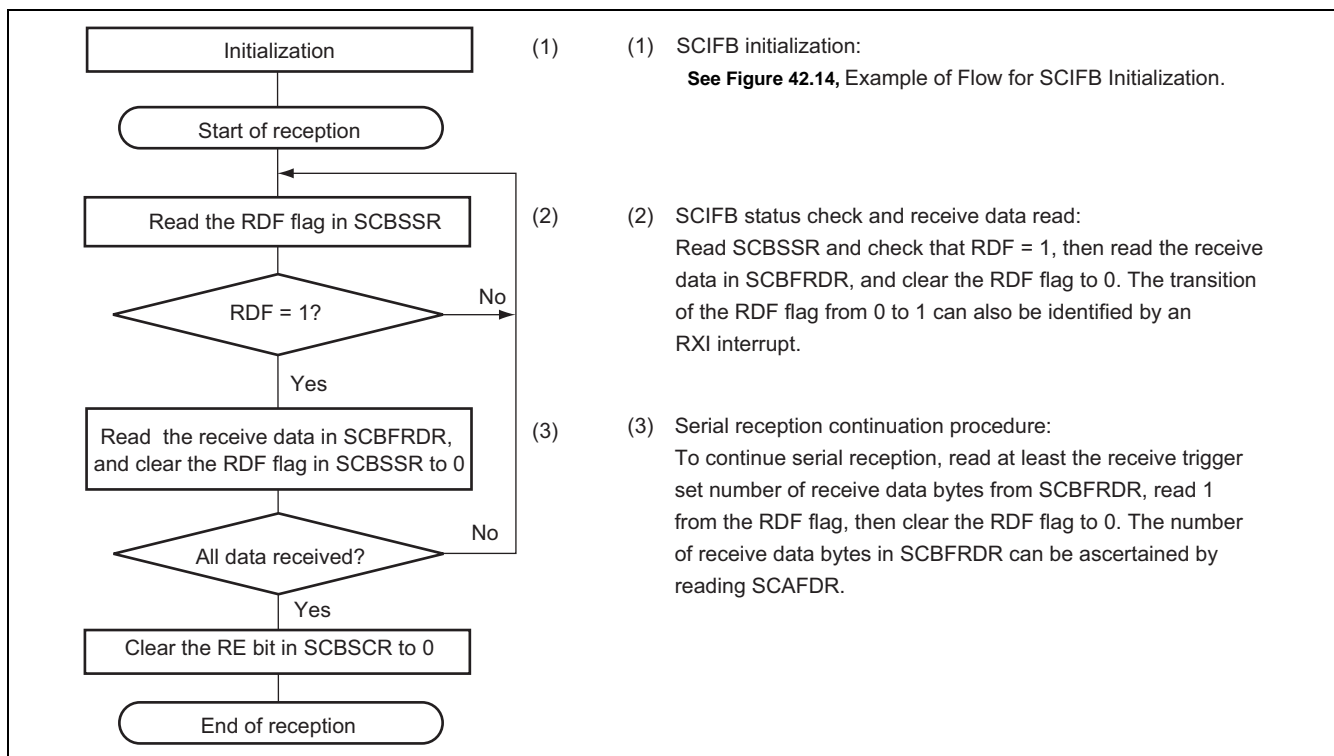 Initialization
(1)
(1) SCIFB initialization:
See Figure 42.14, Example of Flow for SCIFB Initialization.
Start of reception
Read the RDF flag in SCBSSR
(2)
(2) SCIFB status check and receive data read:
Read SCBSSR and check that RDF = 1, then read the receive
data in SCBFRDR, and clear the RDF flag to 0. The transition
of the RDF flag from 0 to 1 can also be identified by an
RXI interrupt.
RDF = 1?
No
Yes
Read the receive data in SCBFRDR,
and clear the RDF flag in SCBSSR to 0
(3)
(3) Serial reception continuation procedure:
To continue serial reception, read at least the receive trigger
set number of receive data bytes from SCBFRDR, read 1
from the RDF flag, then clear the RDF flag to 0. The number
of receive data bytes in SCBFRDR can be ascertained by
reading SCAFDR.
All data received?
No
Yes
Clear the RE bit in SCBSCR to 0
End of reception